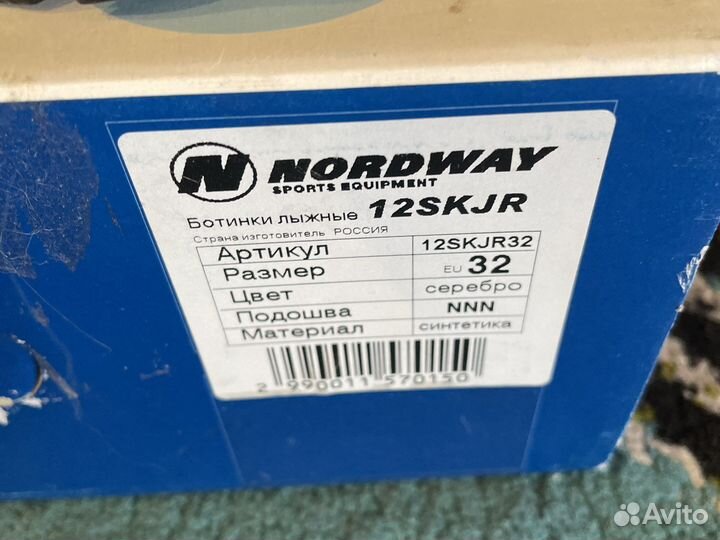 N NORDWAY
SPORTS EQUIPMENT
Ботинки лыжные 12SKJR
Страна изготовитель РОССИЯ
Артикул 12SKJR32
Размер EU 32
Цвет серебро
Подошва NNN
Материал синтетика
2 990011 570150
Avito